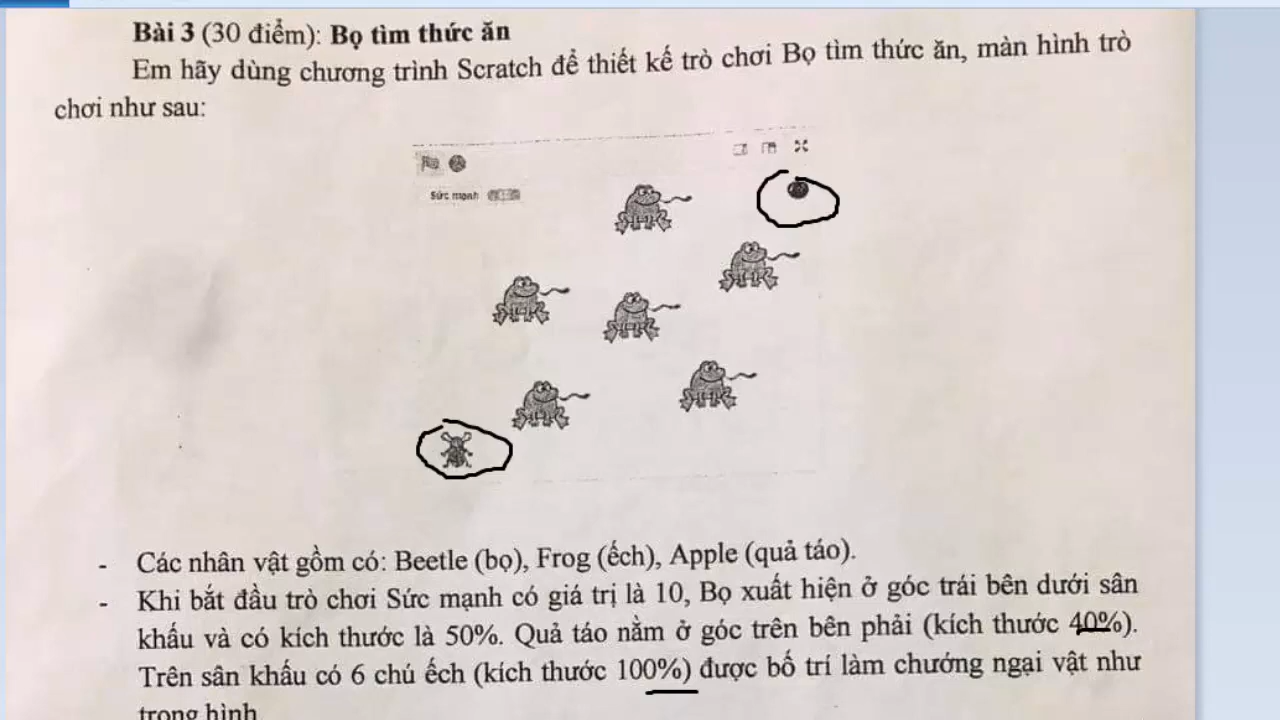 Bài 3 (30 điểm): Bọ tìm thức ăn
Em hãy dùng chương trình Scratch để thiết kế trò chơi Bọ tìm thức ăn, màn hình trò
chơi như sau:
Sức mạnh
- Các nhân vật gồm có: Beetle (bọ), Frog (ếch), Apple (quả táo).
- Khi bắt đầu trò chơi Sức mạnh có giá trị là 10, Bọ xuất hiện ở góc trái bên dưới sân
khấu và có kích thước là 50%. Quả táo nằm ở góc trên bên phải (kích thước 40%).
Trên sân khấu có 6 chú ếch (kích thước 100%) được bố trí làm chướng ngại vật như
trong hình